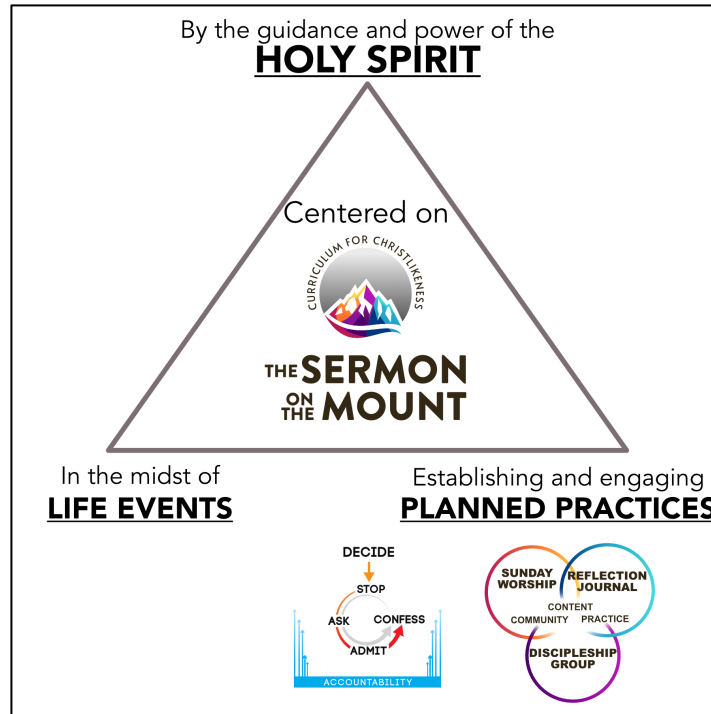 By the guidance and power of the
HOLY SPIRIT
Centered on
CURRICULUM FOR CHRISTLIKENESS
THE SERMON
ON THE MOUNT
In the midst of
LIFE EVENTS
Establishing and engaging
PLANNED PRACTICES
DECIDE
STOP
ASK
CONFESS
ADMIT
ACCOUNTABILITY
SUNDAY
WORSHIP
REFLECTION
JOURNAL
CONTENT
COMMUNITY
PRACTICE
DISCIPLESHIP
GROUP